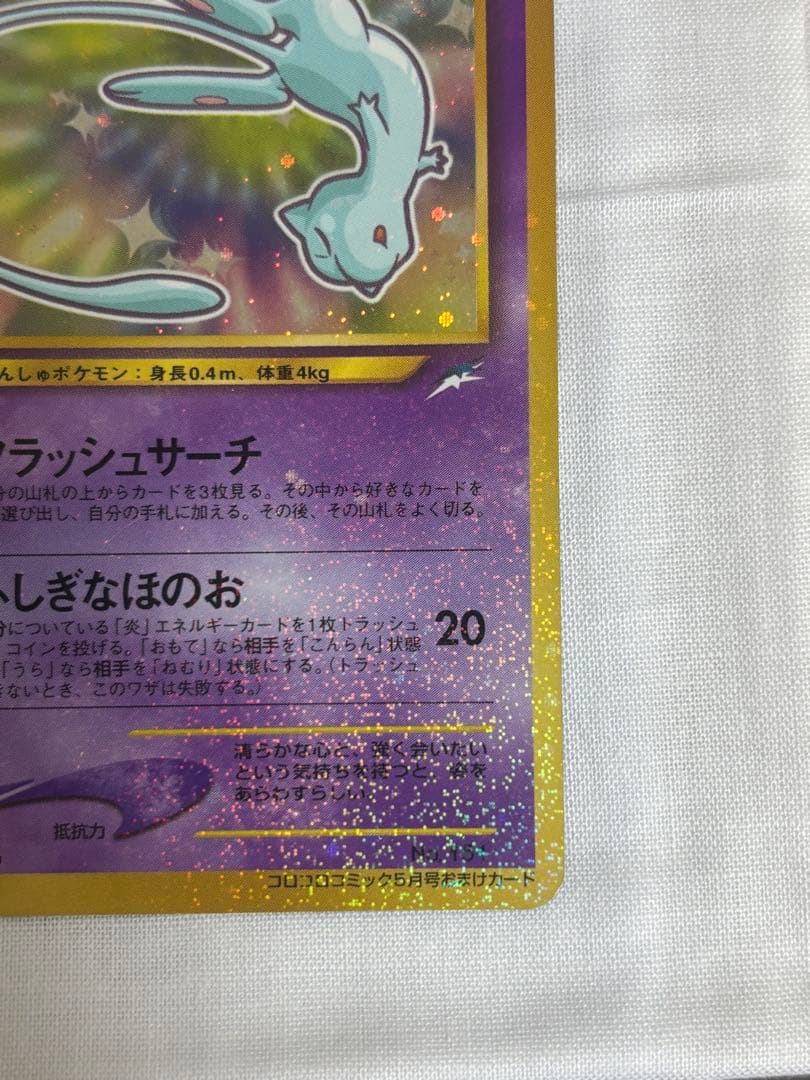 んしゅポケモン：身長0.4m、体重4kg
ラッシュサーチ
分の山札の上からカードを3枚見る。その中から好きなカードを
選び出し、自分の手札に加える。その後、その山札をよく切る。
しぎなほのお
分についている「炎」エネルギーカードを1枚トラッシュ
コインを投げる。「おもて」なら相手を「こんらん」状態
「うら」なら相手を「ねむり」状態にする。（トラッシュ
きないとき、このワザは失敗する。）
20
清らかな心と、強く会いたい
という気持ちを持つと、姿を
あらわすらしい。
抵抗力
No. 151
コロコロコミック5月号おまけカード